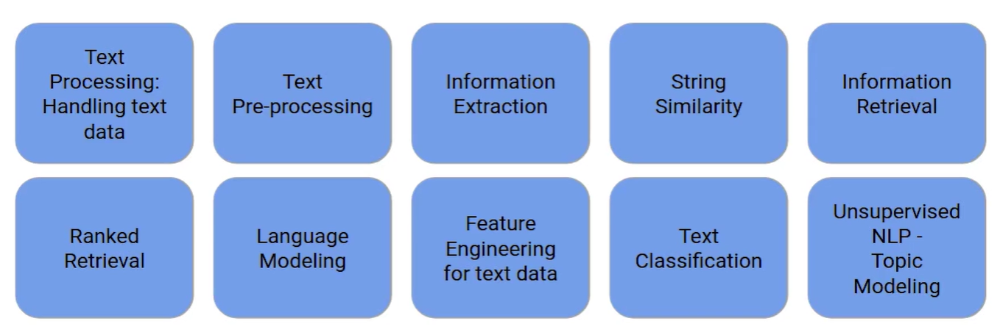 Text
Processing:
Handling text
data
Text
Pre-processing
Information
Extraction
String
Similarity
Information
Retrieval
Ranked
Retrieval
Language
Modeling
Feature
Engineering
for text data
Text
Classification
Unsupervised
NLP -
Topic
Modeling